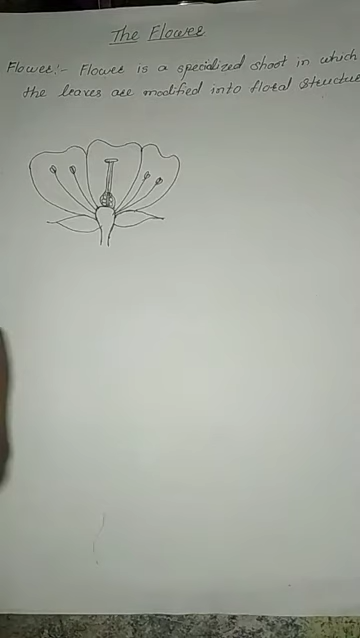 The Flower
Flower:- Flower is a specialized shoot in which
the leaves are modified into floral structure